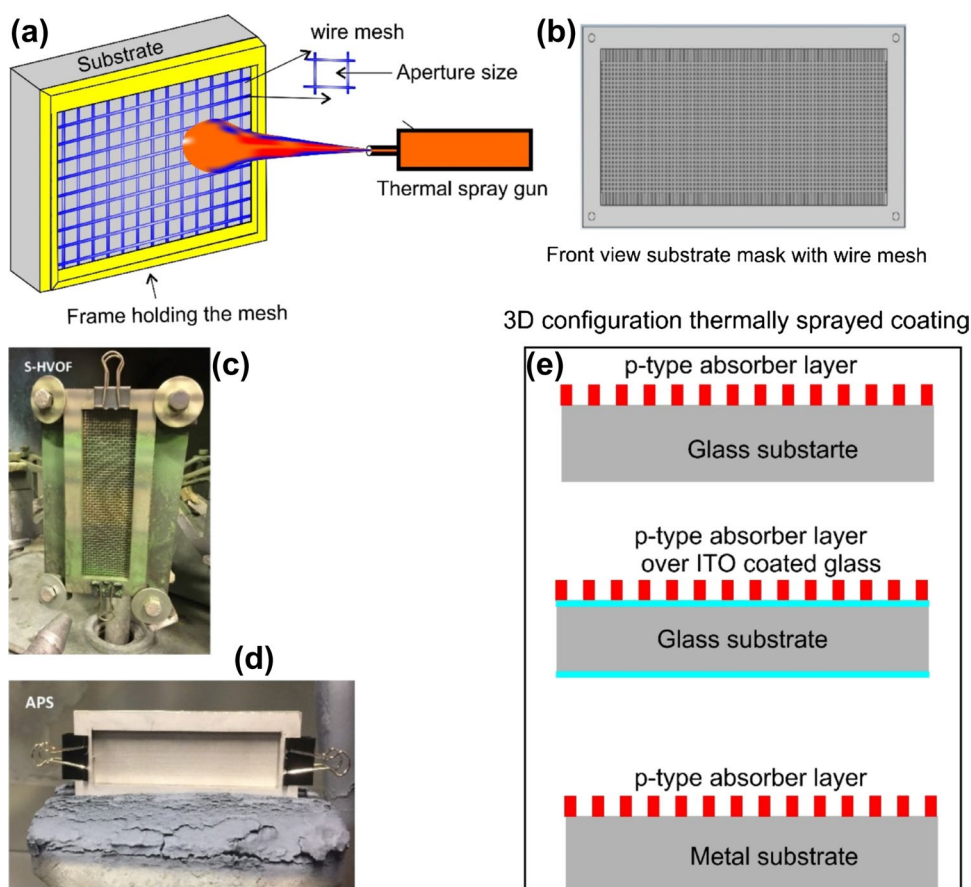 (a)
Substrate
wire mesh
Aperture size
Thermal spray gun
Frame holding the mesh
(b)
Front view substrate mask with wire mesh
3D configuration thermally sprayed coating
S-HVOF
(c)
(d)
APS
(e)
p-type absorber layer
Glass substarte
p-type absorber layer
over ITO coated glass
Glass substrate
p-type absorber layer
Metal substrate